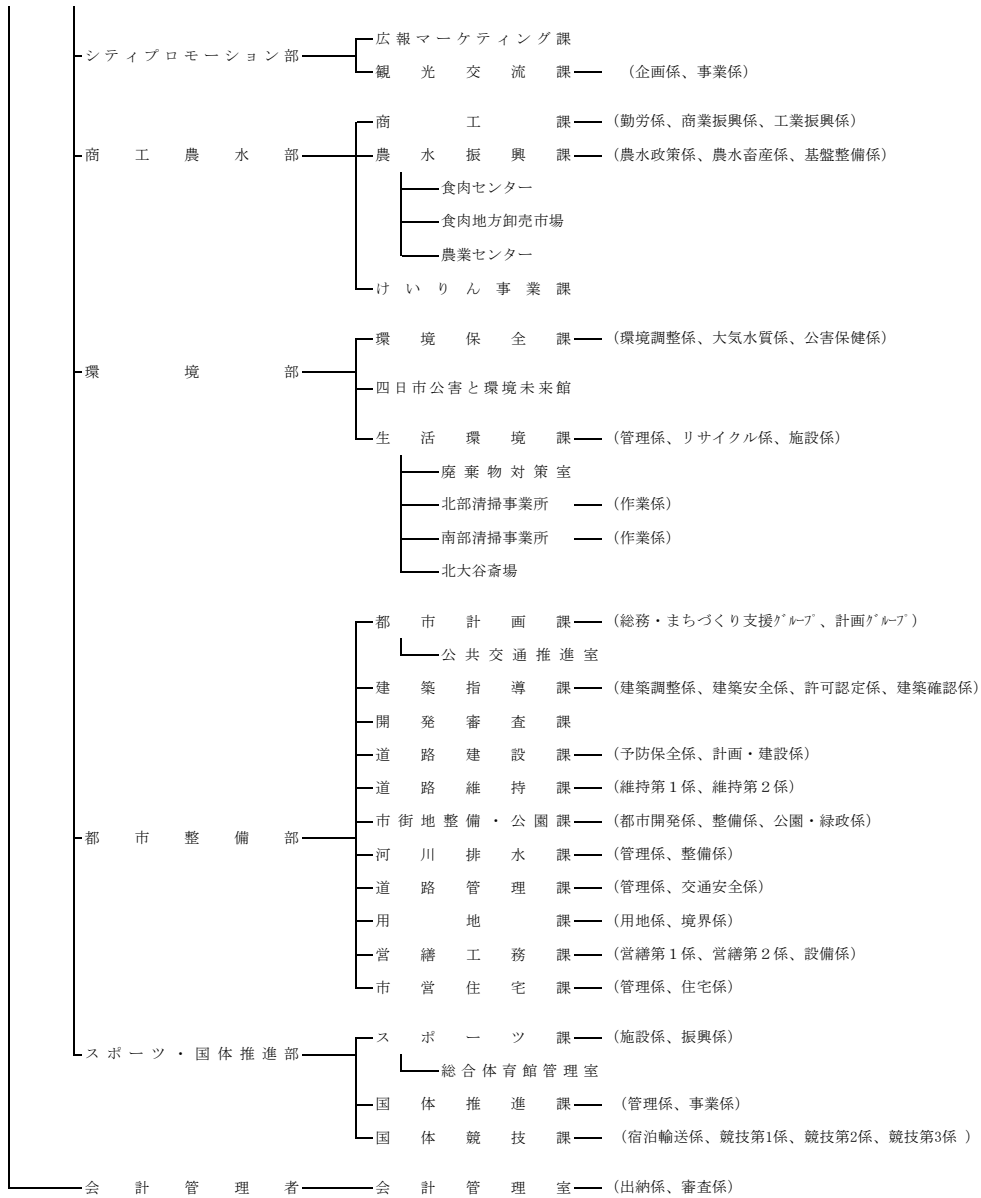 広報マーケティング課
シティプロモーション部
観光交流課 （企画係、事業係）
商工課 （勤労係、商業振興係、工業振興係）
商工農水部 農水振興課 （農水政策係、農水畜産係、基盤整備係）
食肉センター
食肉地方卸売市場
農業センター
けいりん事業課
環境保全課 （環境調整係、大気水質係、公害保健係）
環境部
四日市公害と環境未来館
生活環境課 （管理係、リサイクル係、施設係）
廃棄物対策室
北部清掃事業所 （作業係）
南部清掃事業所 （作業係）
北大谷斎場
都市計画課 （総務・まちづくり支援ｸﾞﾙｰﾌﾟ、計画ｸﾞﾙｰﾌﾟ）
公共交通推進室
建築指導課 （建築調整係、建築安全係、許可認定係、建築確認係）
開発審査課
道路建設課 （予防保全係、計画・建設係）
道路維持課 （維持第１係、維持第２係）
市街地整備・公園課 （都市開発係、整備係、公園・緑政係）
都市整備部
河川排水課 （管理係、整備係）
道路管理課 （管理係、交通安全係）
用地課 （用地係、境界係）
営繕工務課 （営繕第１係、営繕第２係、設備係）
市営住宅課 （管理係、住宅係）
スポーツ課 （施設係、振興係）
スポーツ・国体推進部
総合体育館管理室
国体推進課 （管理係、事業係）
国体競技課 （宿泊輸送係、競技第1係、競技第2係、競技第3係 ）
会計管理者 会計管理室 （出納係、審査係）